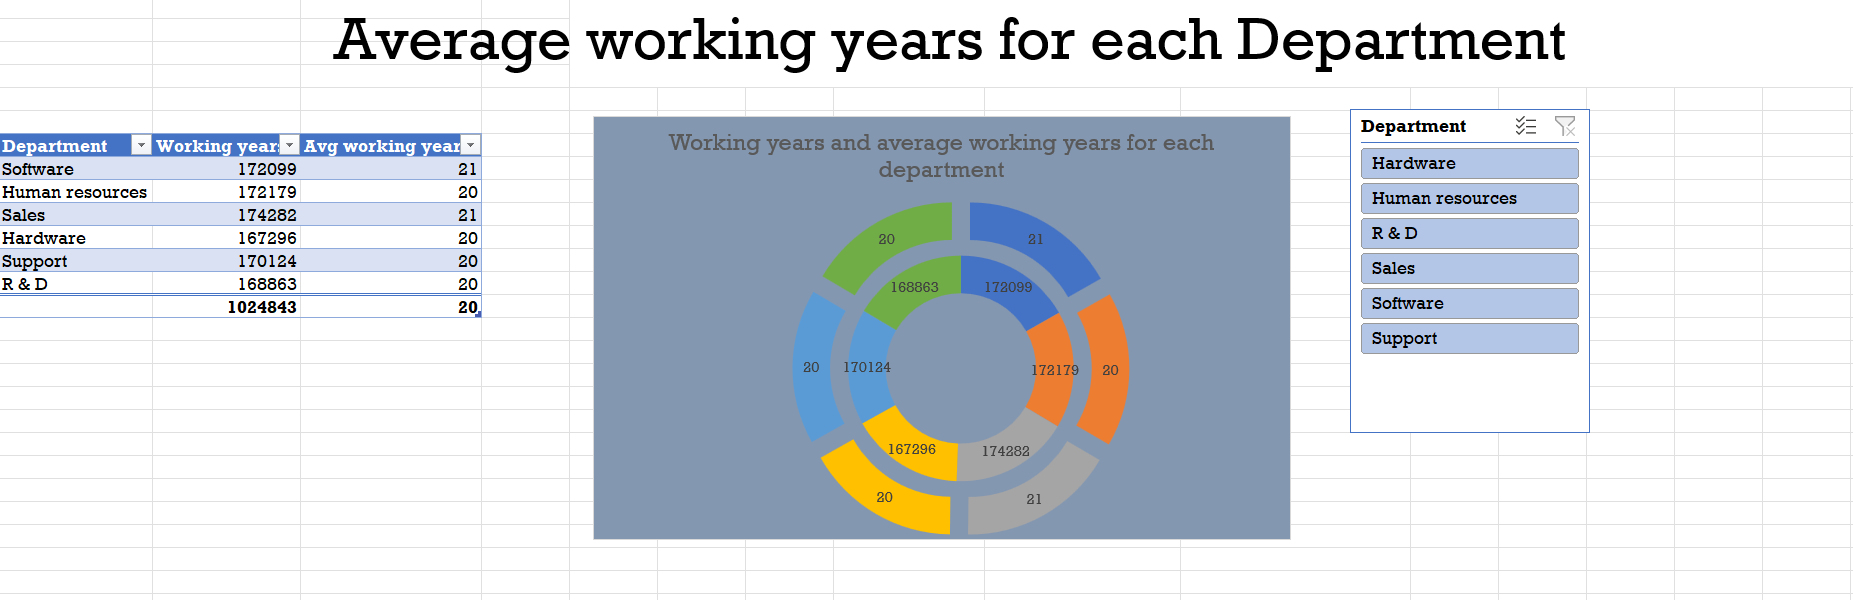 Average working years for each Department
Department Working years Avg working year
Software 172099 21
Human resources 172179 20
Sales 174282 21
Hardware 167296 20
Support 170124 20
R & D 168863 20
1024843 20
Working years and average working years for each
department
20 21
168863 172099
20 170124 172179 20
167296 174282
20 21
Department
Hardware
Human resources
R & D
Sales
Software
Support